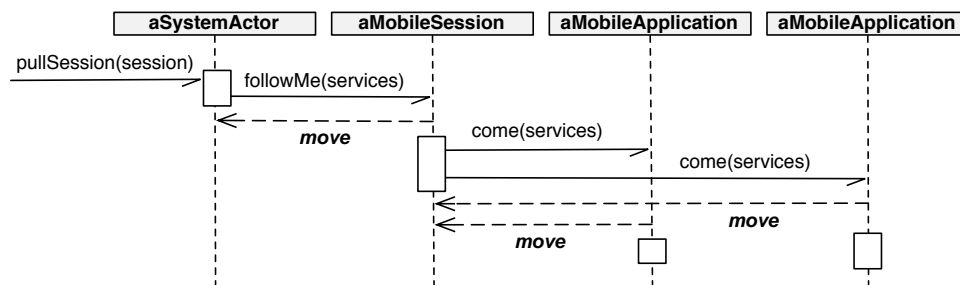 aSystemActor
aMobileSession
aMobileApplication
aMobileApplication
pullSession(session)
followMe(services)
move
come(services)
come(services)
move
move